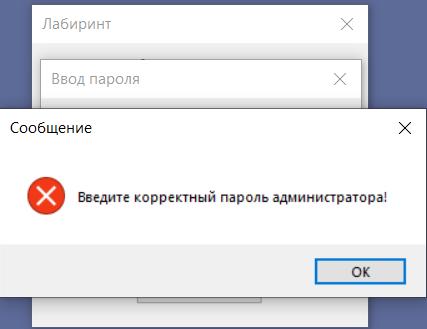 Лабиринт
Ввод пароля
Сообщение
Введите корректный пароль администратора!
OK